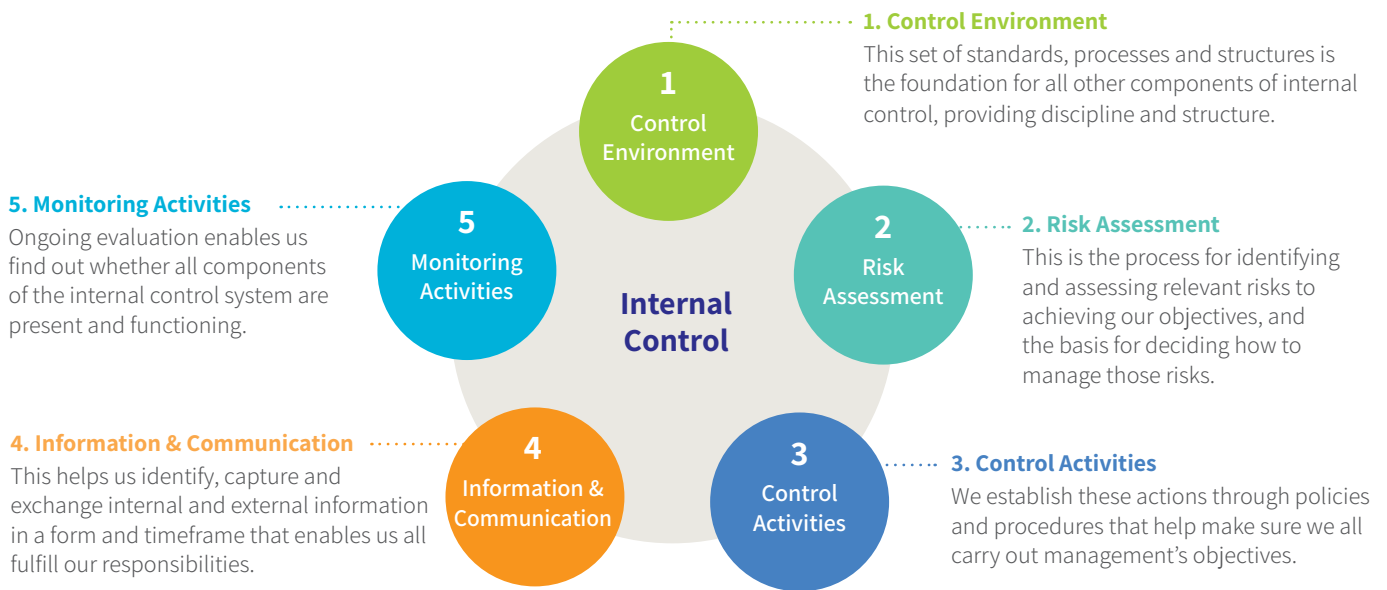 1. Control Environment
This set of standards, processes and structures is
the foundation for all other components of internal
control, providing discipline and structure.
1
Control
Environment
5. Monitoring Activities
Ongoing evaluation enables us
find out whether all components
of the internal control system are
present and functioning.
5
Monitoring
Activities
2
Risk
Assessment
2. Risk Assessment
This is the process for identifying
and assessing relevant risks to
achieving our objectives, and
the basis for deciding how to
manage those risks.
Internal
Control
4. Information & Communication
This helps us identify, capture and
exchange internal and external information
in a form and timeframe that enables us all
fulfill our responsibilities.
4
Information &
Communication
3
Control
Activities
3. Control Activities
We establish these actions through policies
and procedures that help make sure we all
carry out management’s objectives.